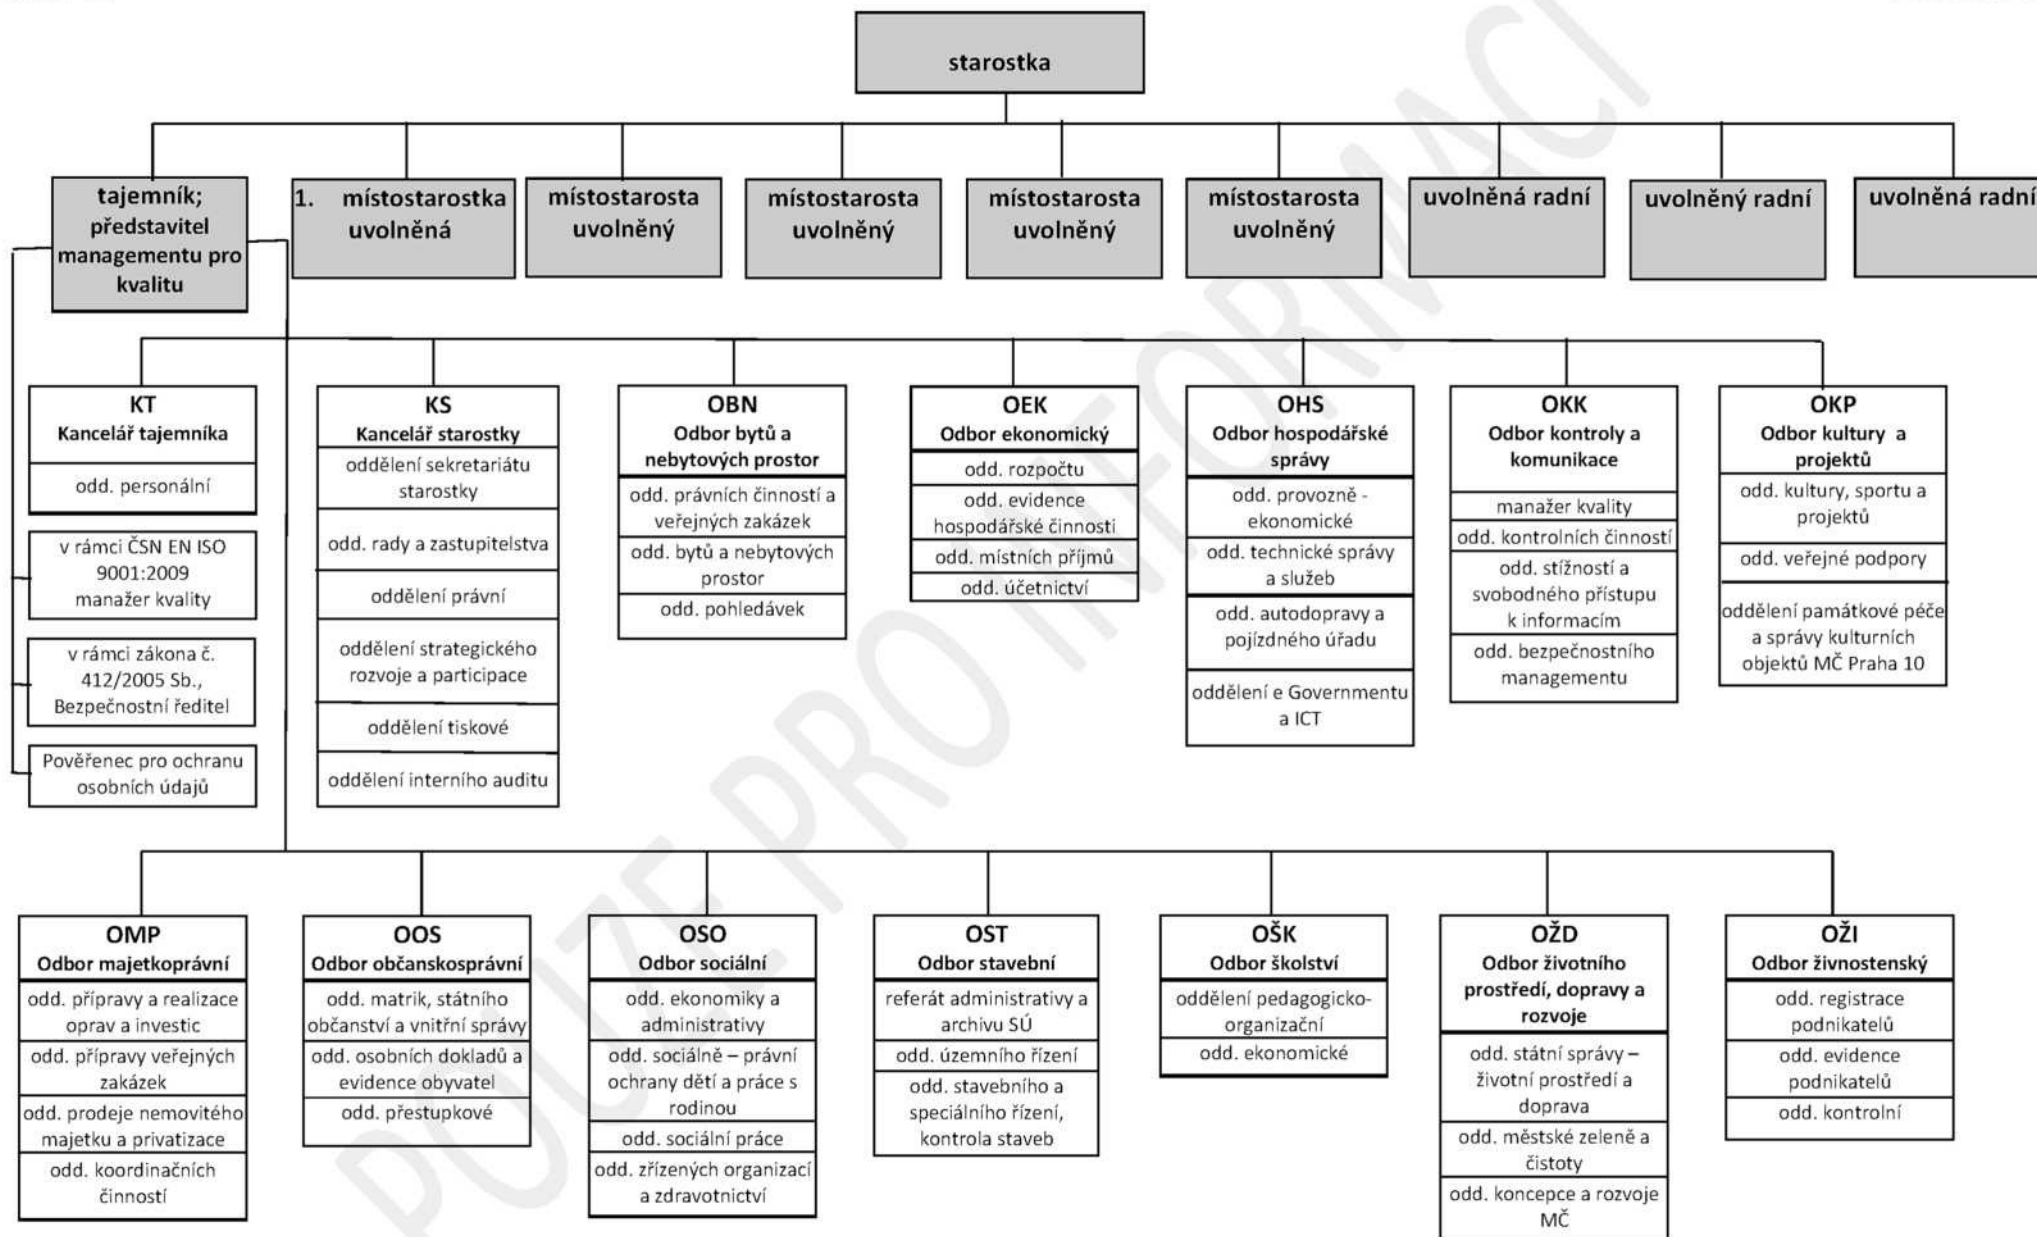 starostka
tajemník;
představitel
managementu pro
kvalitu
1. místostarostka
uvolněná
místostarosta
uvolněný
místostarosta
uvolněný
místostarosta
uvolněný
místostarosta
uvolněný
uvolněná radní
uvolněný radní
uvolněná radní
KT
Kancelář tajemníka
odd. personální
v rámci ČSN EN ISO
9001:2009
manažer kvality
v rámci zákona č.
412/2005 Sb.,
Bezpečnostní ředitel
Pověřenec pro ochranu
osobních údajů
KS
Kancelář starostky
oddělení sekretariátu
starostky
odd. rady a zastupitelstva
oddělení právní
oddělení strategického
rozvoje a participace
oddělení tiskové
oddělení interního auditu
OBN
Odbor bytů a
nebytových prostor
odd. právních činností a
veřejných zakázek
odd. bytů a nebytových
prostor
odd. pohledávek
OEK
Odbor ekonomický
odd. rozpočtu
odd. evidence
hospodářské činnosti
odd. místních příjmů
odd. účetnictví
OHS
Odbor hospodářské
správy
odd. provozně -
ekonomické
odd. technické správy
a služeb
odd. autodopravy a
pojízdného úřadu
oddělení e Governmentu
a ICT
OKK
Odbor kontroly a
komunikace
manažer kvality
odd. kontrolních činností
odd. stížností a
svobodného přístupu
k informacím
odd. bezpečnostního
managementu
OKP
Odbor kultury a
projektů
odd. kultury, sportu a
projektů
odd. veřejné podpory
oddělení památkové péče
a správy kulturních
objektů MČ Praha 10
OMP
Odbor majetkoprávní
odd. přípravy a realizace
oprav a investic
odd. přípravy veřejných
zakázek
odd. prodeje nemovitého
majetku a privatizace
odd. koordinačních
činností
OOS
Odbor občanskosprávní
odd. matrik, státního
občanství a vnitřní správy
odd. osobních dokladů a
evidence obyvatel
odd. přestupkové
OSO
Odbor sociální
odd. ekonomiky a
administrativy
odd. sociálně – právní
ochrany dětí a práce s
rodinou
odd. sociální práce
odd. zřízených organizací
a zdravotnictví
OST
Odbor stavební
referát administrativy a
archivu SÚ
odd. územního řízení
odd. stavebního a
speciálního řízení,
kontrola staveb
OŠK
Odbor školství
oddělení pedagogicko-
organizační
odd. ekonomické
OŽD
Odbor životního
prostředí, dopravy a
rozvoje
odd. státní správy –
životní prostředí a
doprava
odd. městské zeleně a
čistoty
odd. koncepce a rozvoje
MČ
OŽI
Odbor živnostenský
odd. registrace
podnikatelů
odd. evidence
podnikatelů
odd. kontrolní
POUZE PRO INFORMACI